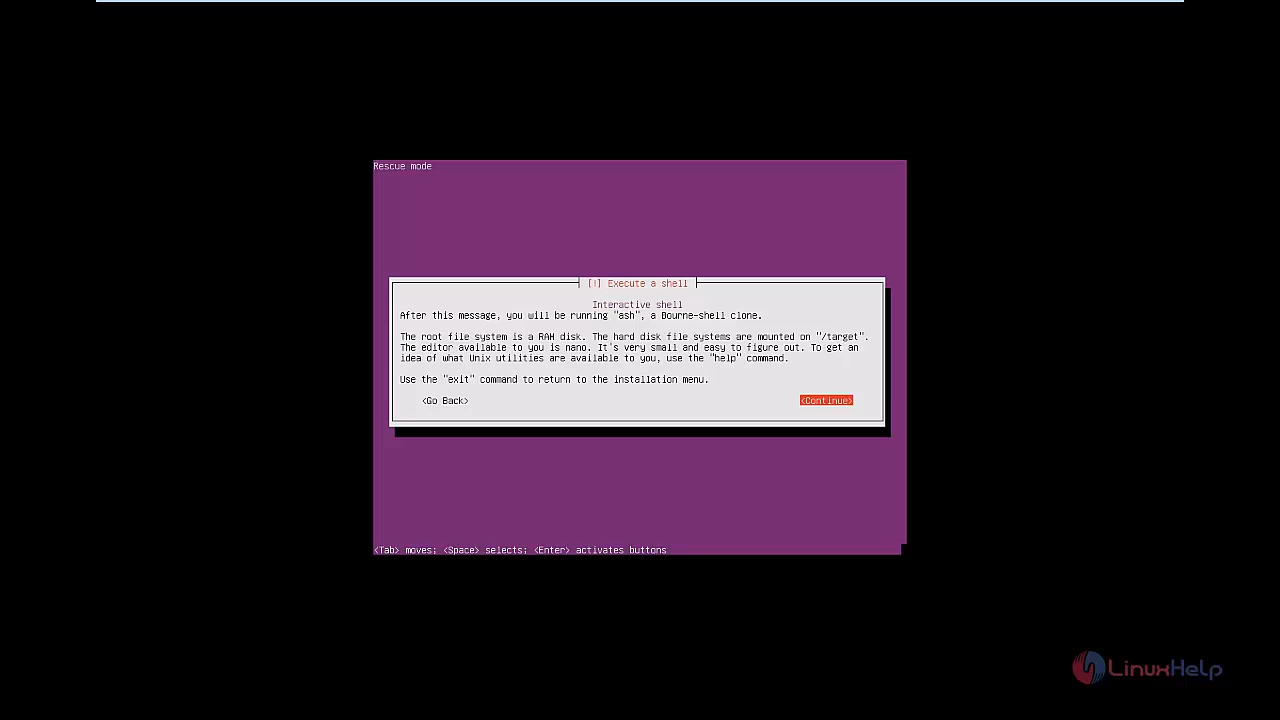 Rescue mode
[!] Execute a shell
Interactive shell
After this message, you will be running "ash", a Bourne-shell clone.
The root file system is a RAM disk. The hard disk file systems are mounted on "/target".
The editor available to you is nano. It's very small and easy to figure out. To get an
idea of what Unix utilities are available to you, use the "help" command.
Use the "exit" command to return to the installation menu.
<Go Back> <Continue>
<Tab> moves; <Space> selects; <Enter> activates buttons
LinuxHelp